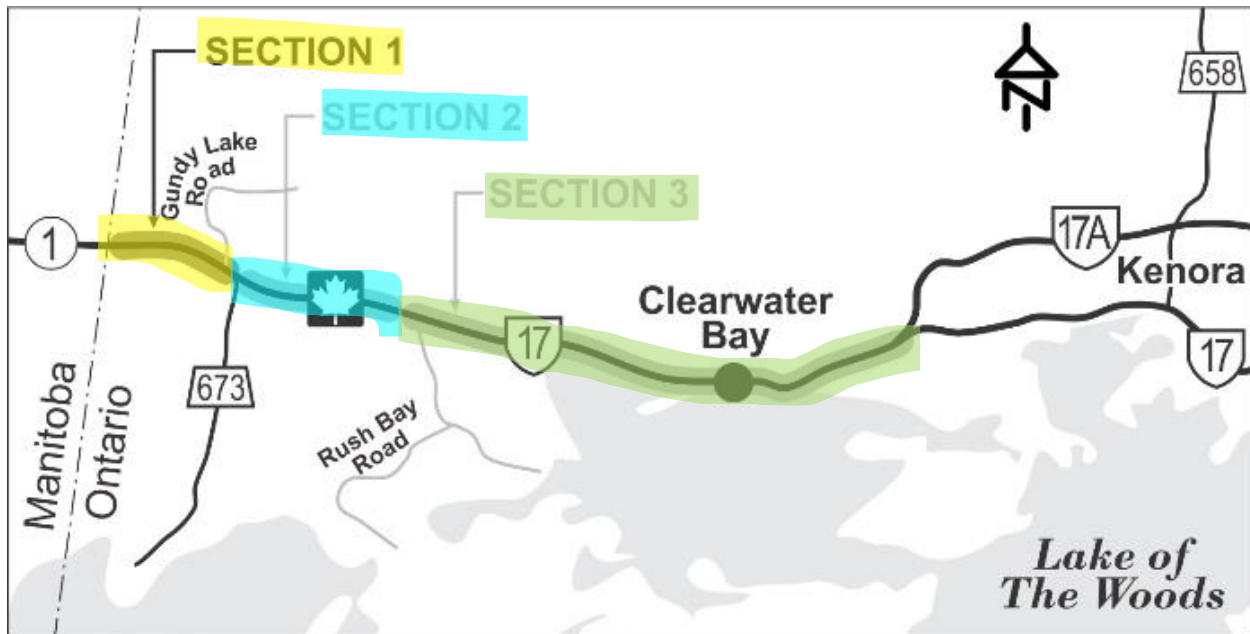 SECTION 1
SECTION 2
SECTION 3
Gundy Lake
Road
1
658
17A
Kenora
Clearwater
Bay
17
17
673
Rush Bay
Road
Manitoba
Ontario
N
Lake of
The Woods